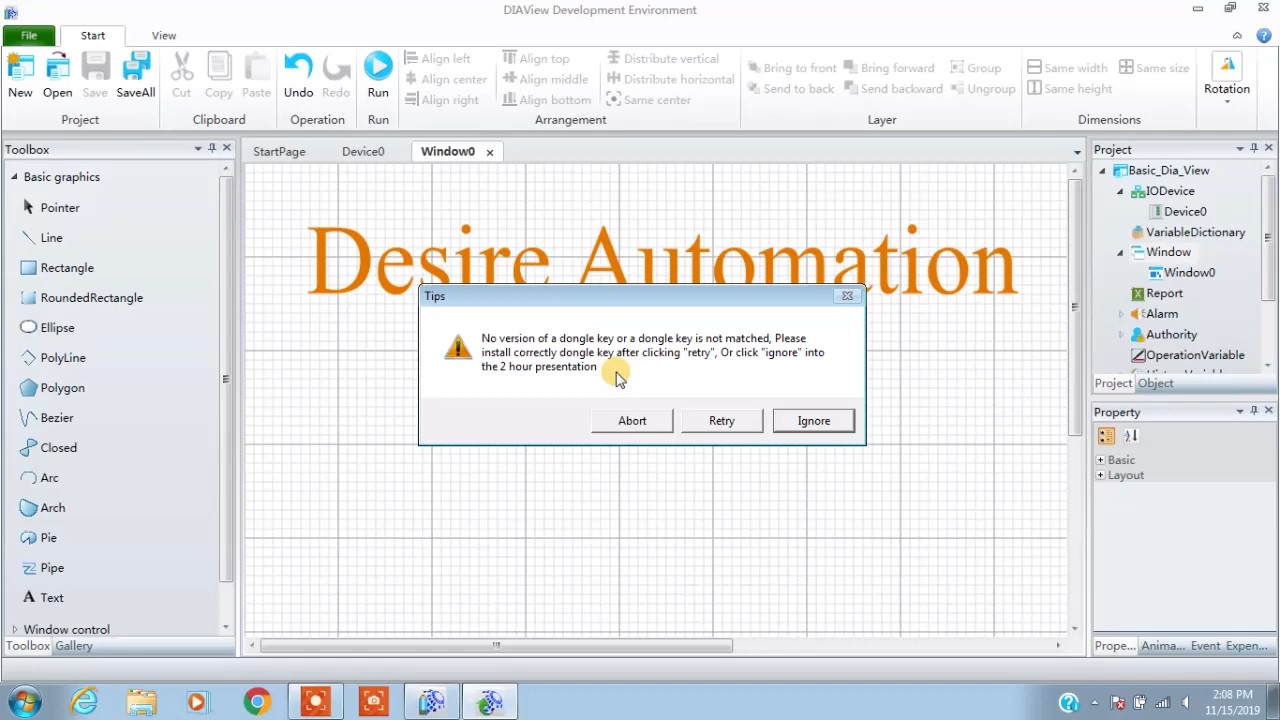 DIAView Development Environment
File
Start
View
New
Open
Save
SaveAll
Cut
Copy
Paste
Undo
Redo
Run
Align left
Align center
Align right
Align top
Align middle
Align bottom
Distribute vertical
Distribute horizontal
Same center
Bring to front
Send to back
Bring forward
Send backward
Group
Ungroup
Same width
Same height
Same size
Rotation
Project
Clipboard
Operation
Run
Arrangement
Layer
Dimensions
Toolbox
Basic graphics
Pointer
Line
Rectangle
RoundedRectangle
Ellipse
PolyLine
Polygon
Bezier
Closed
Arc
Arch
Pie
Pipe
A Text
Window control
Toolbox
Gallery
StartPage
Device0
Window0
Desire Automation
Tips
No version of a dongle key or a dongle key is not matched, Please
install correctly dongle key after clicking "retry", Or click "ignore" into
the 2 hour presentation
Abort
Retry
Ignore
Project
Basic_Dia_View
IODevice
Device0
VariableDictionary
Window
Window0
Report
Alarm
Authority
OperationVariable
Project
Object
Property
Basic
Layout
Prope...
Anima...
Event
Expen...
2:08 PM
11/15/2019